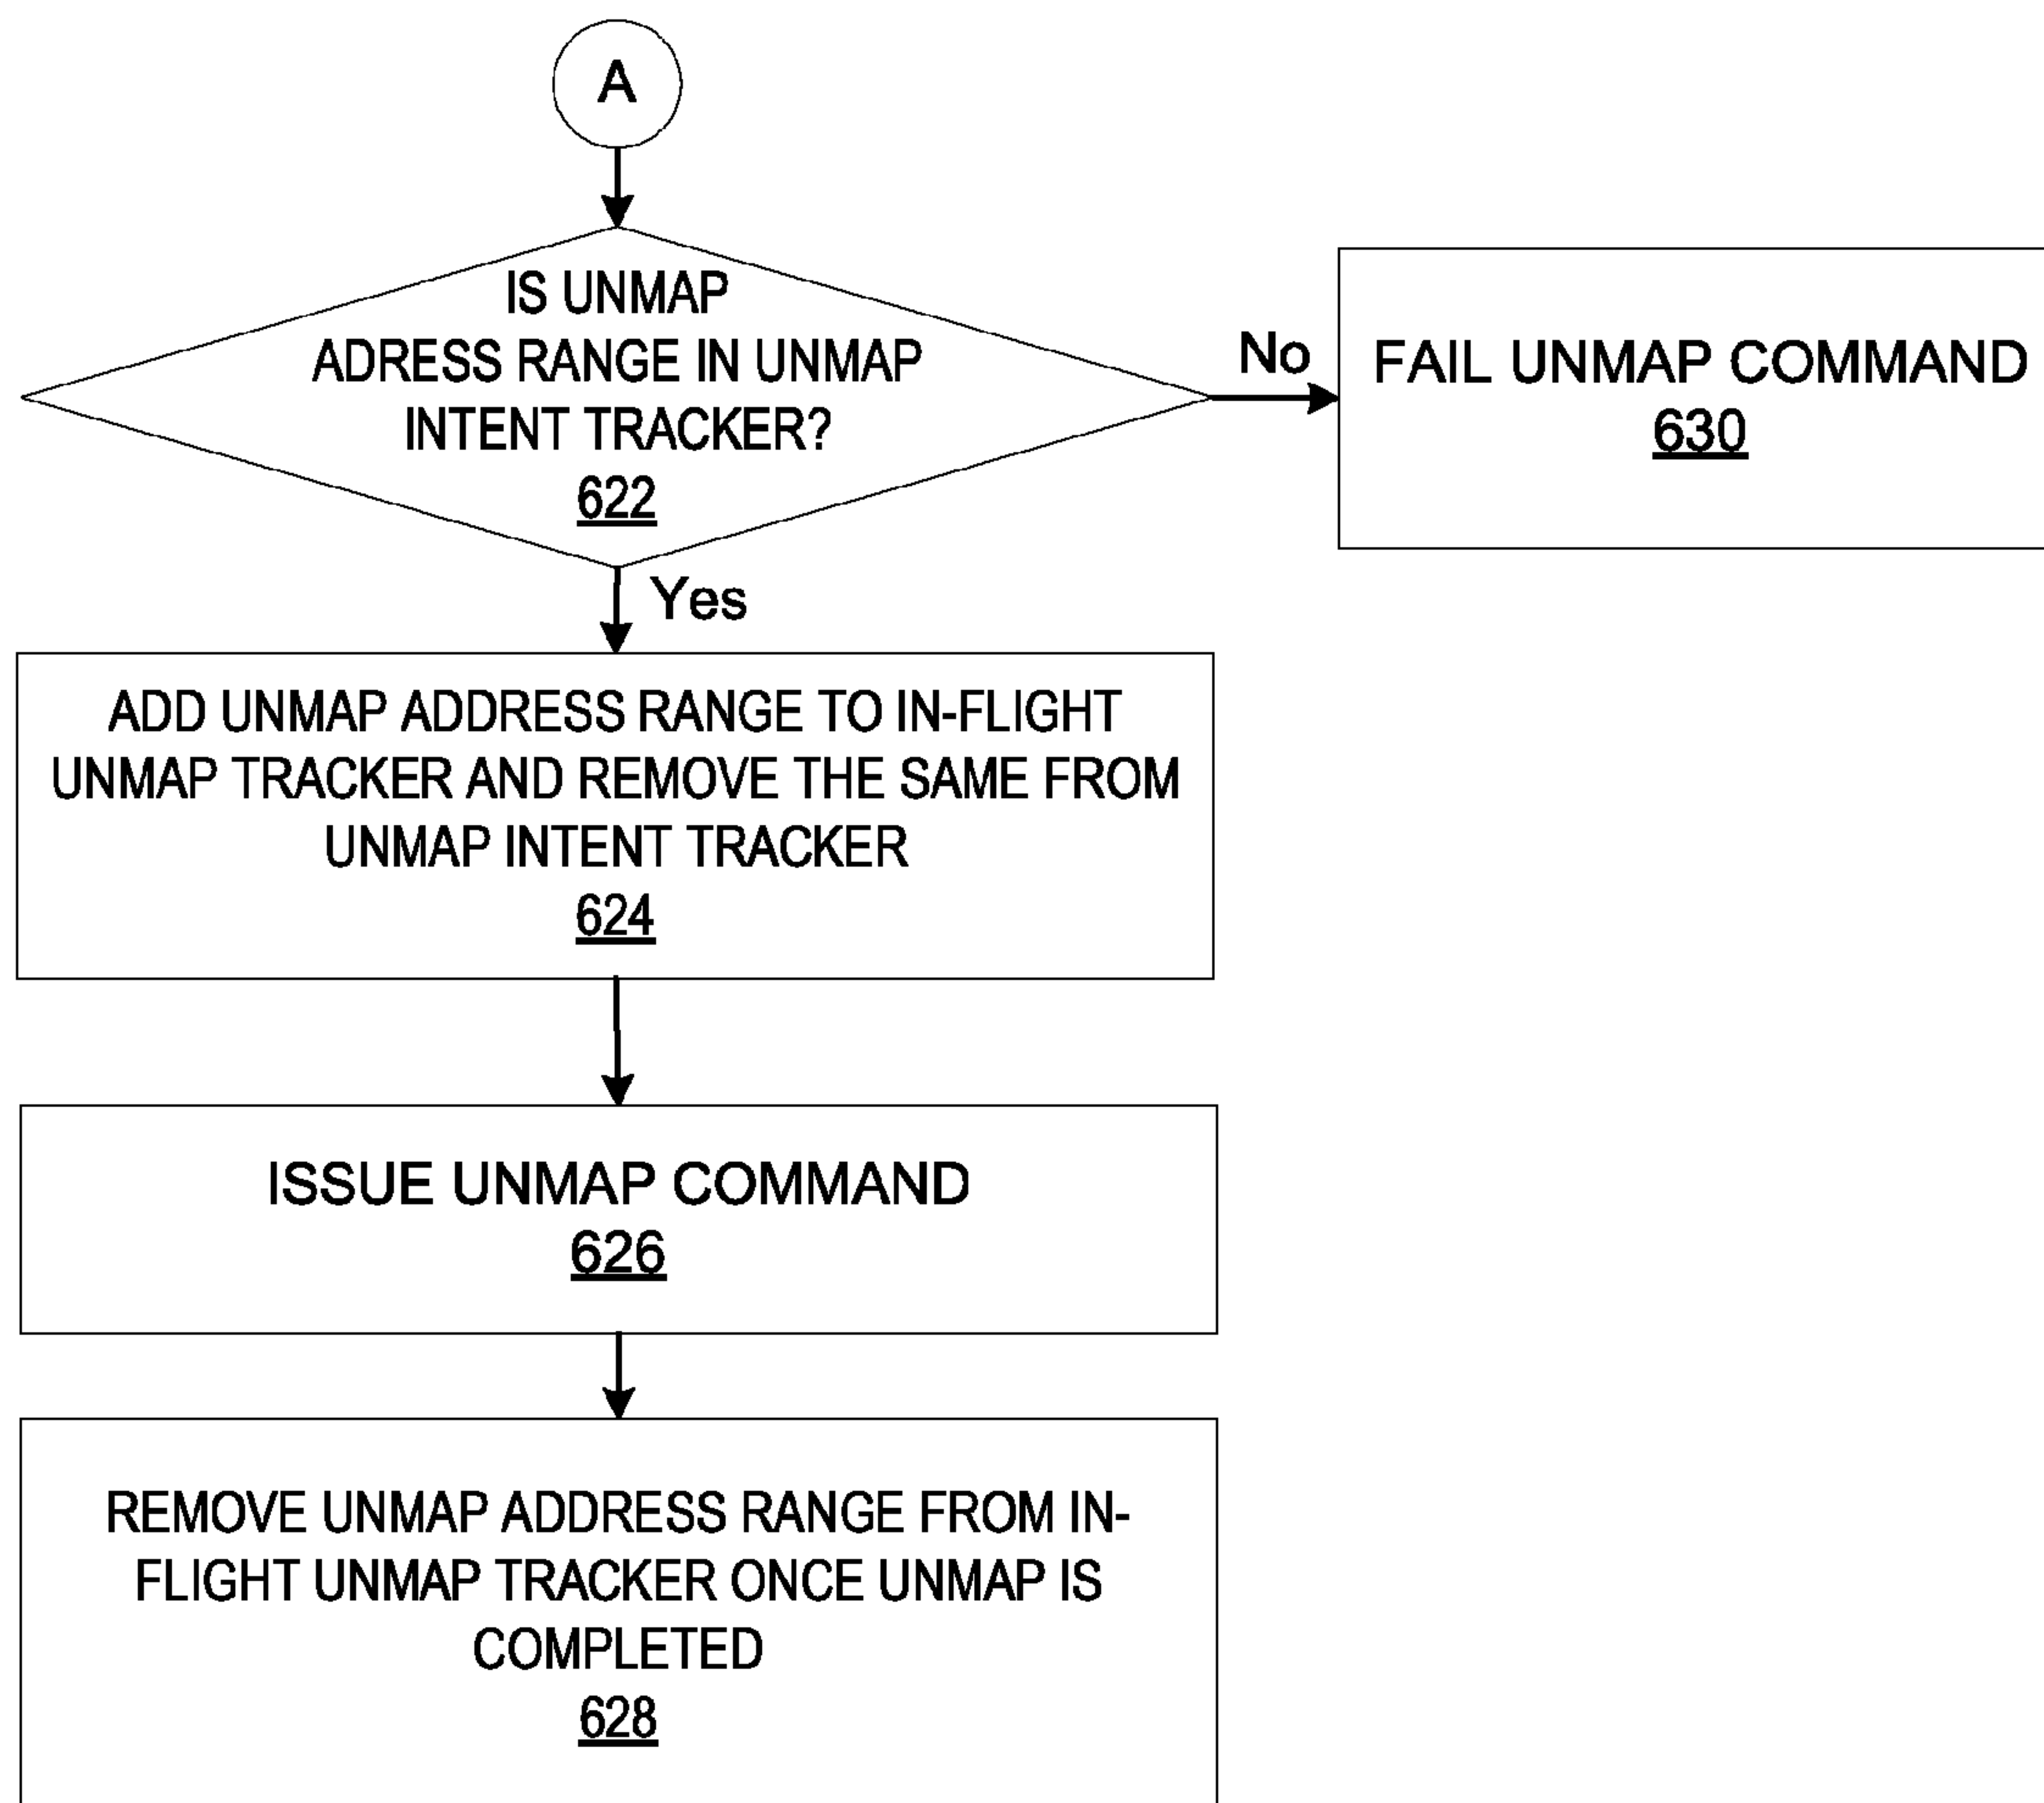 A
IS UNMAP
ADRESS RANGE IN UNMAP
INTENT TRACKER?
622
No
FAIL UNMAP COMMAND
630
Yes
ADD UNMAP ADDRESS RANGE TO IN-FLIGHT
UNMAP TRACKER AND REMOVE THE SAME FROM
UNMAP INTENT TRACKER
624
ISSUE UNMAP COMMAND
626
REMOVE UNMAP ADDRESS RANGE FROM IN-
FLIGHT UNMAP TRACKER ONCE UNMAP IS
COMPLETED
628